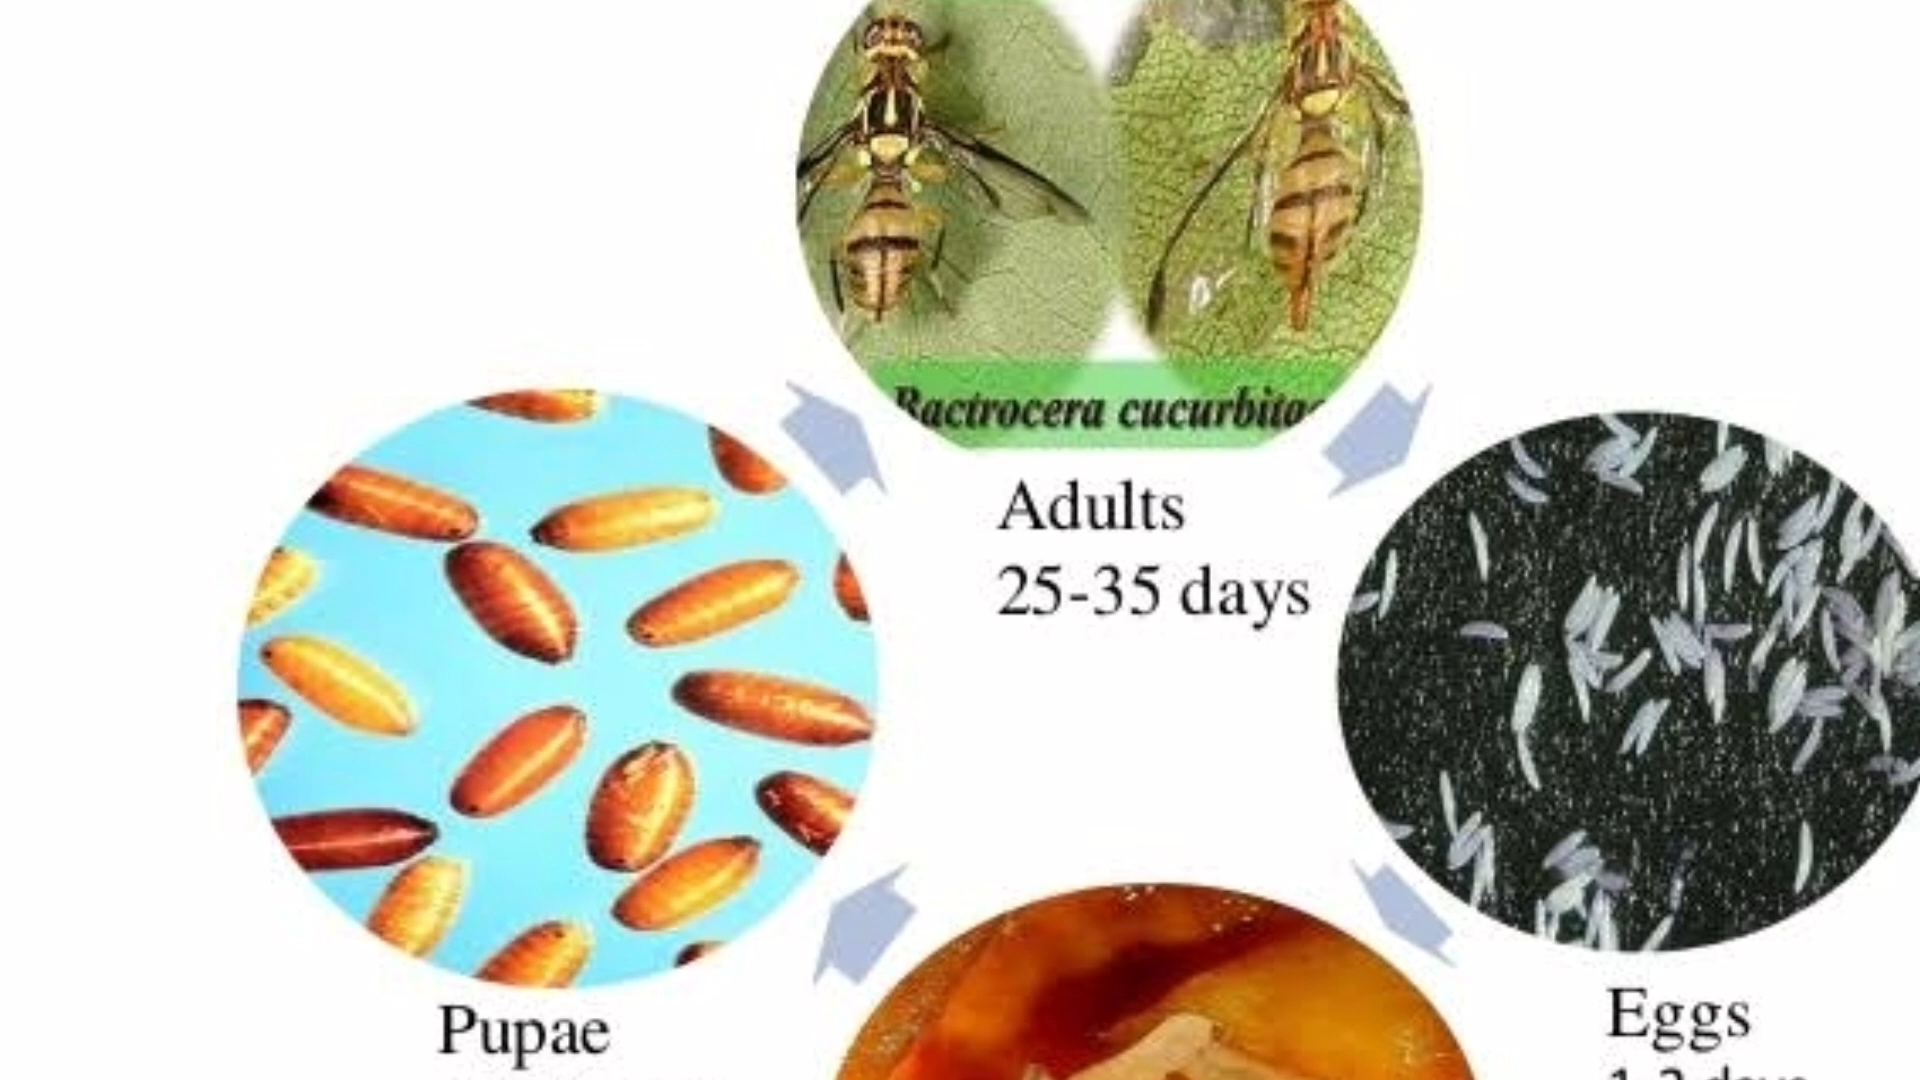 Bactrocera cucurbitae
Adults
25-35 days
Pupae
Eggs